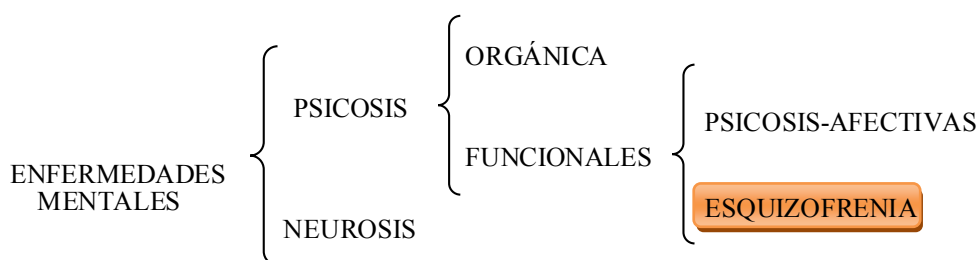 ENFERMEDADES
MENTALES
PSICOSIS
NEUROSIS
ORGÁNICA
FUNCIONALES
PSICOSIS-AFECTIVAS
ESQUIZOFRENIA